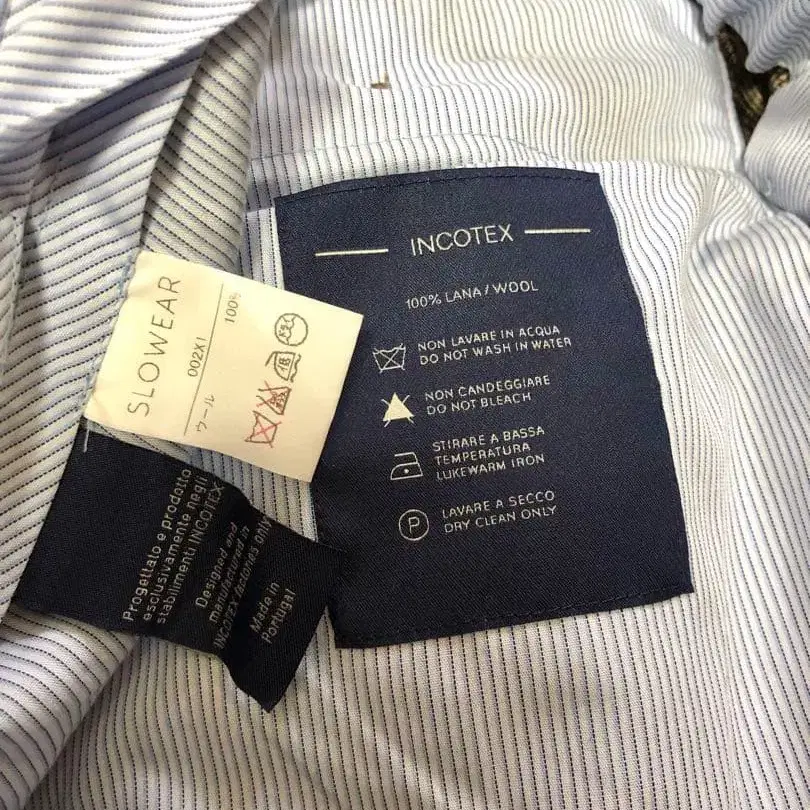 INCOTEX
100% LANA/WOOL
NON LAVARE IN ACQUA
DO NOT WASH IN WATER
NON CANDEGGIARE
DO NOT BLEACH
STIRARE A BASSA
TEMPERATURA
LUKEWARM IRON
P
LAVARE A SECCO
DRY CLEAN ONLY
SLOWEAR
002XI
ウール 100%
低
Progettato e prodotto
esclusivamente negli
stabilimenti INCOTEX
Designed and
manufactured in
INCOTEX factories only
Made in
Portugal